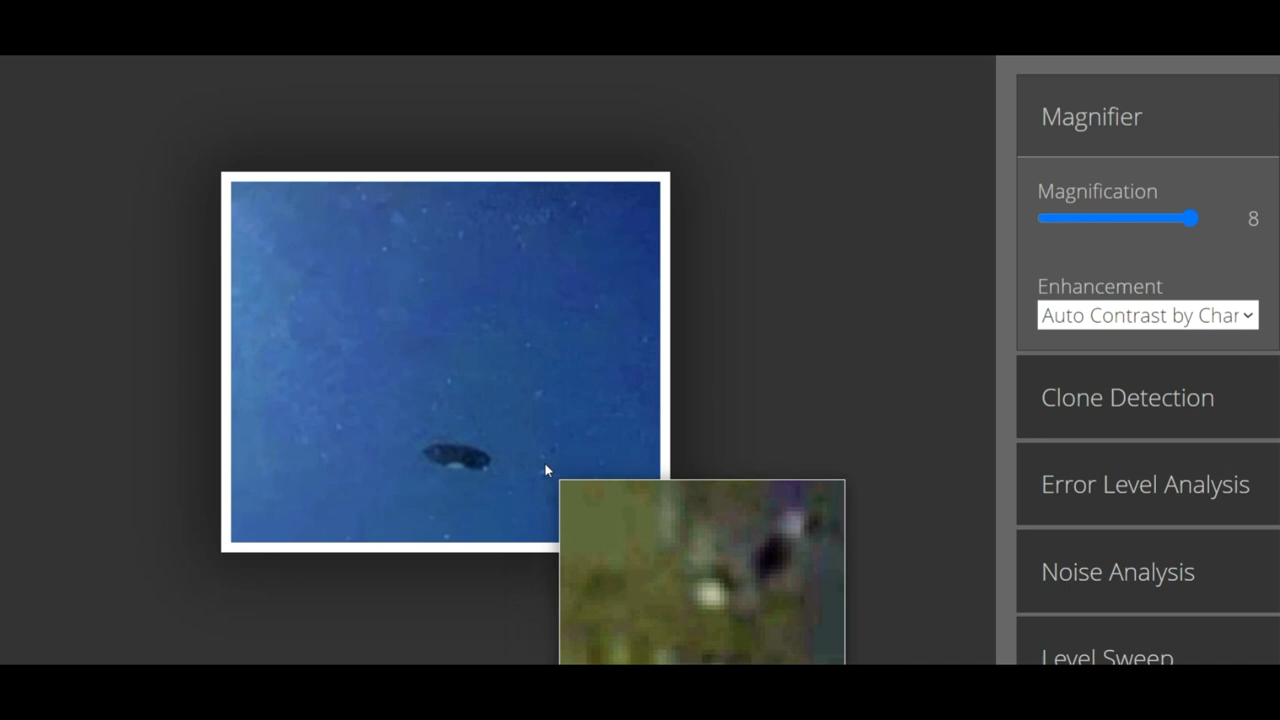 Magnifier
Magnification
8
Enhancement
Auto Contrast by Char
Clone Detection
Error Level Analysis
Noise Analysis
Level Sweep